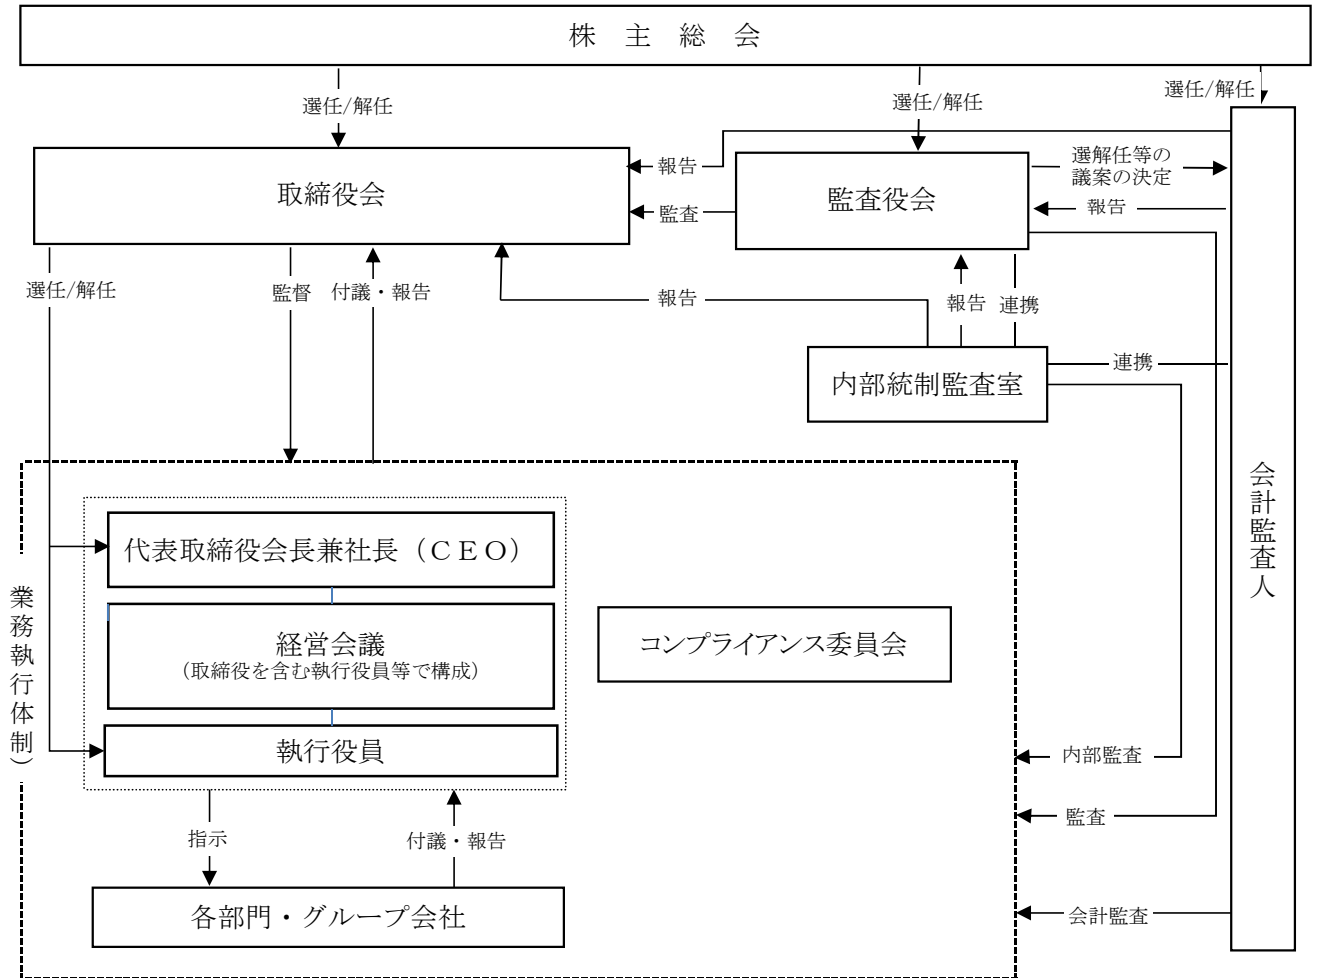 株　主　総　会
選任/解任
選任/解任
選任/解任
取締役会
報告
監査
監査役会
選解任等の
議案の決定
報告
選任/解任
監督
付議・報告
報告
報告
連携
内部統制監査室
連携
会計監査人
業務執行体制）
代表取締役会長兼社長（ＣＥＯ）
経営会議
（取締役を含む執行役員等で構成）
コンプライアンス委員会
執行役員
内部監査
監査
指示
付議・報告
各部門・グループ会社
会計監査